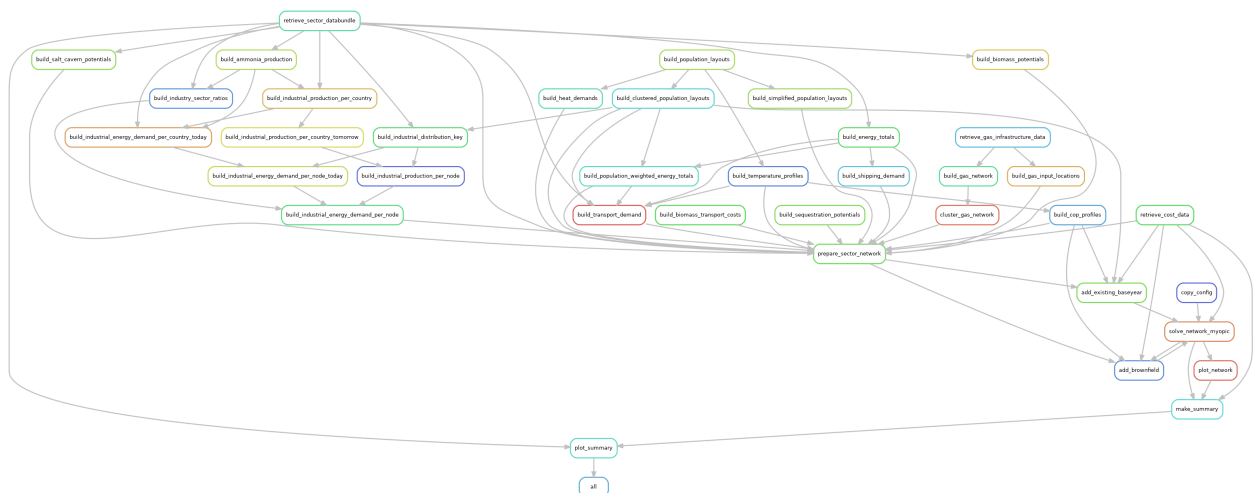 retrieve_sector_databundle
build_salt_cavern_potentials
build_ammonia_production
build_population_layouts
build_biomass_potentials
build_industry_sector_ratios
build_industrial_production_per_country
build_heat_demands
build_clustered_population_layouts
build_simplified_population_layouts
build_industrial_energy_demand_per_country_today
build_industrial_production_per_country_tomorrow
build_industrial_distribution_key
build_energy_totals
retrieve_gas_infrastructure_data
build_industrial_energy_demand_per_node_today
build_industrial_production_per_node
build_population_weighted_energy_totals
build_temperature_profiles
build_shipping_demand
build_gas_network
build_gas_input_locations
build_industrial_energy_demand_per_node
build_transport_demand
build_biomass_transport_costs
build_sequestration_potentials
cluster_gas_network
build_cop_profiles
retrieve_cost_data
prepare_sector_network
add_existing_baseyear
copy_config
solve_network_myopic
add_brownfield
plot_network
make_summary
plot_summary
all